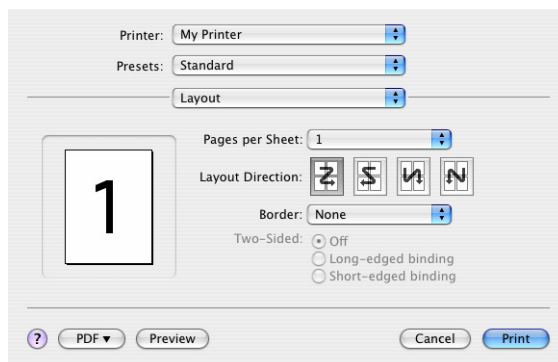 Printer: My Printer
Presets: Standard
Layout
Pages per Sheet: 1
1
Layout Direction:
Border: None
Two-Sided: Off
Long-edged binding
Short-edged binding
? PDF▼ Preview Cancel Print